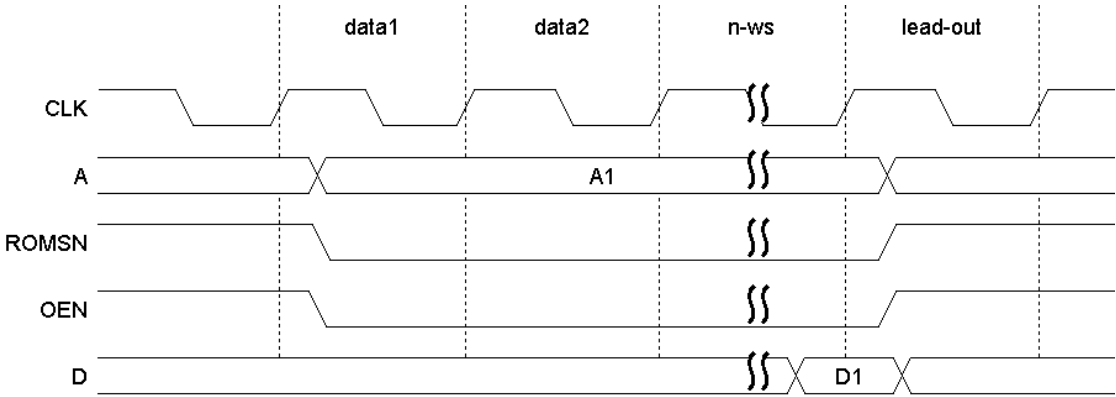 data1 data2 n-ws lead-out
CLK
A A1
ROMSN
OEN
D D1